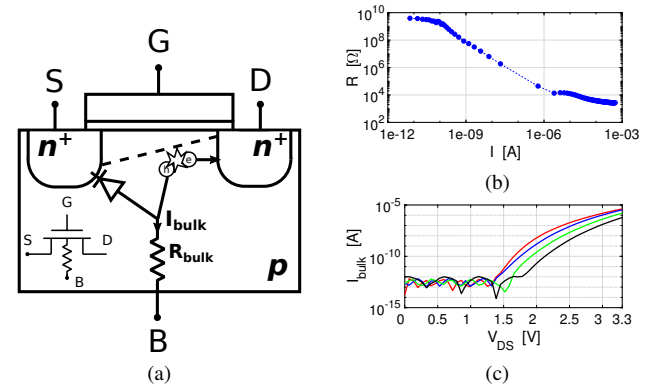 G
S
D
n+
n+
h
e
Ibulk
Rbulk
p
G
S
D
B
B
(a)
R [Ω]
10^10
10^8
10^6
10^4
10^2
1e-12
1e-09
1e-06
1e-03
I [A]
(b)
Ibulk [A]
10^-5
10^-10
10^-15
0
0.5
1
1.5
2
2.5
3
3.3
VDS [V]
(c)